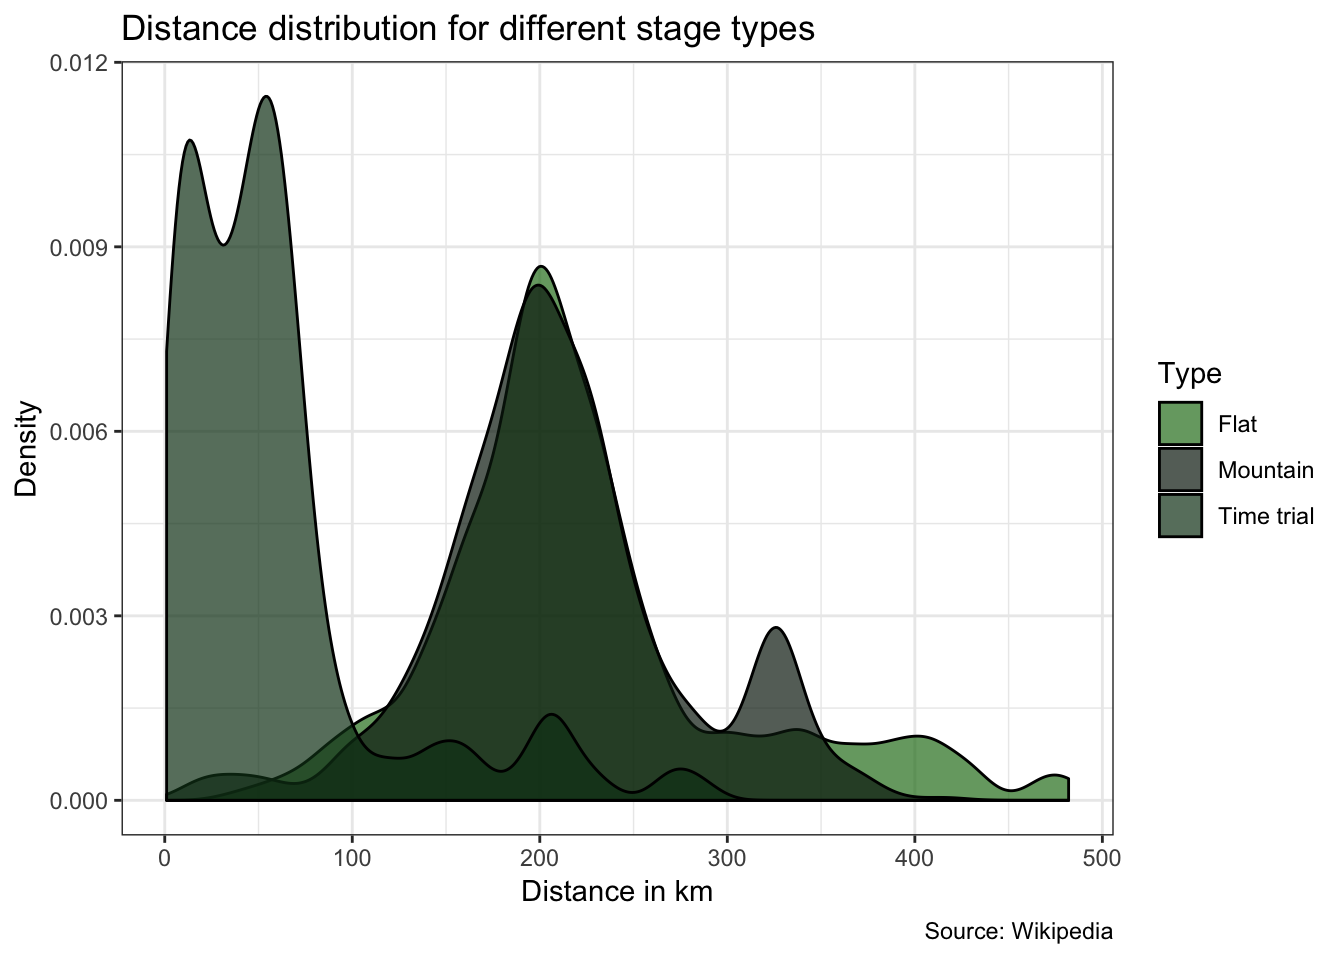 Distance distribution for different stage types
0.012
0.009
0.006
0.003
0.000
Density
0 100 200 300 400 500
Distance in km
Type
Flat
Mountain
Time trial
Source: Wikipedia